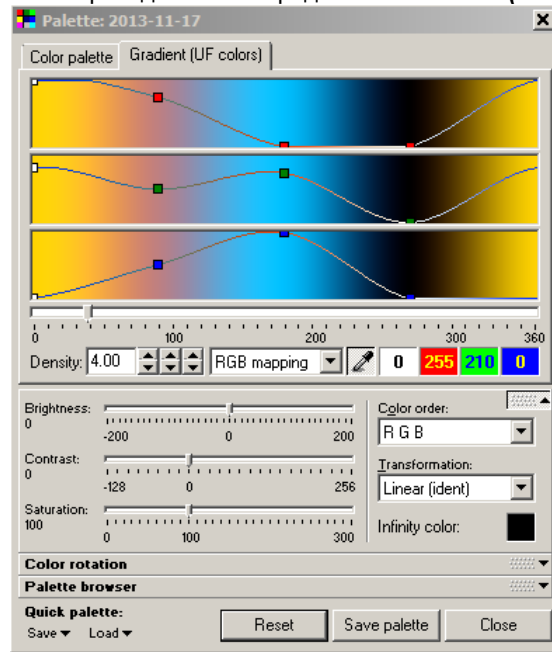 Palette: 2013-11-17
Color palette Gradient (UF colors)
0 100 200 300 360
Density: 4.00 RGB mapping 0 255 210 0
Brightness:
0
-200 0 200
Contrast:
0
-128 0 256
Saturation:
100
0 100 300
Color order:
R G B
Transformation:
Linear (ident)
Infinity color:
Color rotation
Palette browser
Quick palette:
Save Load Reset Save palette Close